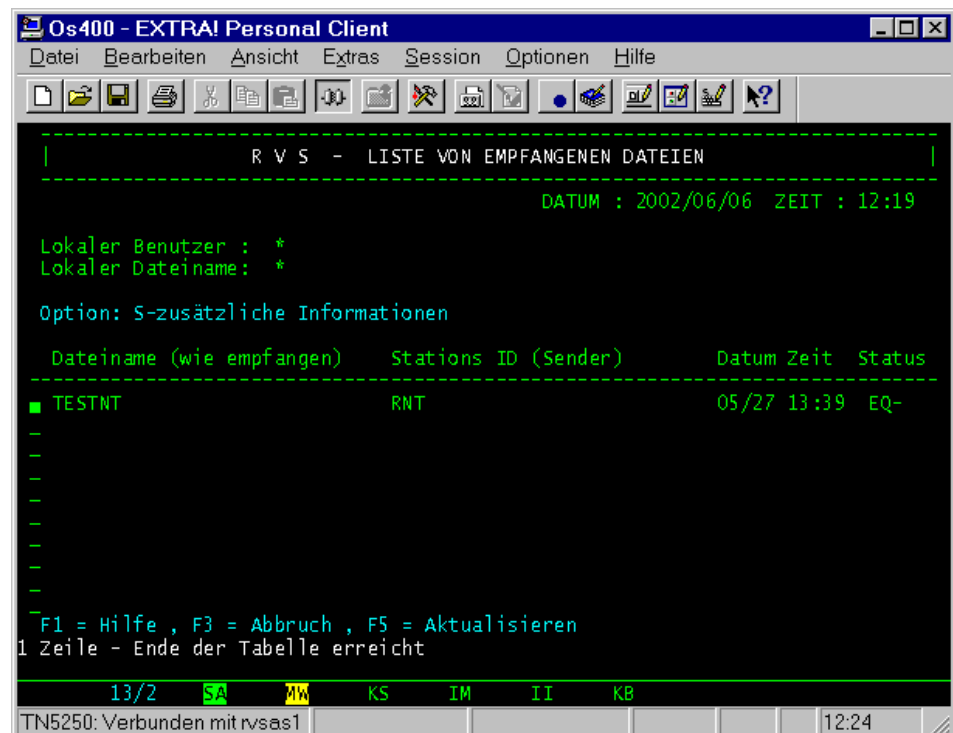 Os400 - EXTRA! Personal Client
Datei Bearbeiten Ansicht Extras Session Optionen Hilfe
R V S - LISTE VON EMPFANGENEN DATEIEN
DATUM : 2002/06/06 ZEIT : 12:19
Lokaler Benutzer : *
Lokaler Dateiname: *
Option: S-zusätzliche Informationen
Dateiname (wie empfangen) Stations ID (Sender) Datum Zeit Status
TESTNT RNT 05/27 13:39 EQ-
F1 = Hilfe , F3 = Abbruch , F5 = Aktualisieren
1 Zeile - Ende der Tabelle erreicht
13/2 SA MW KS IM II KB
TN5250: Verbunden mit rvsas1 12:24